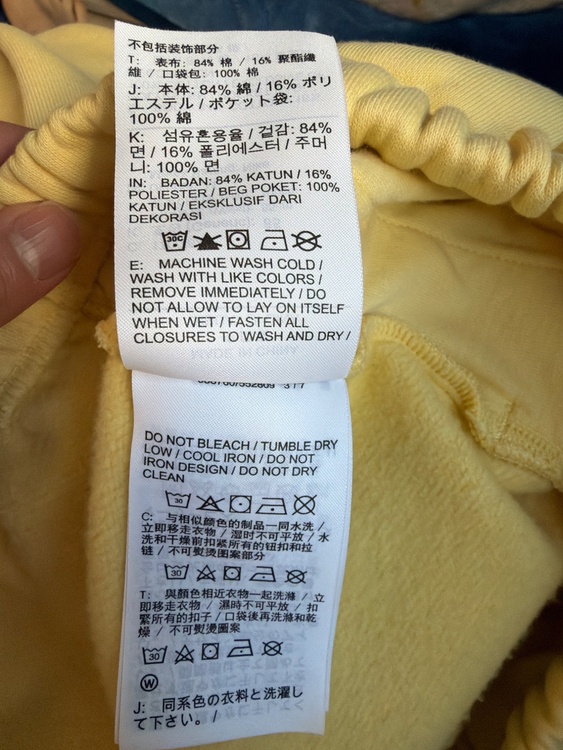 不包括装饰部分
T: 表布: 84% 棉 / 16% 聚酯纖
維 / 口袋包: 100% 棉
J: 本体: 84% 綿 / 16% ポリ
エステル / ポケット袋:
100% 綿
K: 섬유혼용율 / 겉감: 84%
면 / 16% 폴리에스터 / 주머
니: 100% 면
IN: BADAN: 84% KATUN / 16%
POLIESTER / BEG POKET: 100%
KATUN / EKSKLUSIF DARI
DEKORASI
30C
E: MACHINE WASH COLD /
WASH WITH LIKE COLORS /
REMOVE IMMEDIATELY / DO
NOT ALLOW TO LAY ON ITSELF
WHEN WET / FASTEN ALL
CLOSURES TO WASH AND DRY /
3 / 7
DO NOT BLEACH / TUMBLE DRY
LOW / COOL IRON / DO NOT
IRON DESIGN / DO NOT DRY
CLEAN
30
C: 与相似颜色的制品一同水洗 /
立即移走衣物 / 湿时不可平放 / 水
洗和干燥前扣紧所有的钮扣和拉
链 / 不可熨烫图案部分
30
T: 與顏色相近衣物一起洗滌 / 立
即移走衣物 / 濕時不可平放 / 扣
緊所有的扣子 / 口袋後再洗滌和乾
燥 / 不可熨燙圖案
30
W
J: 同系色の衣料と洗濯し
て下さい。 /